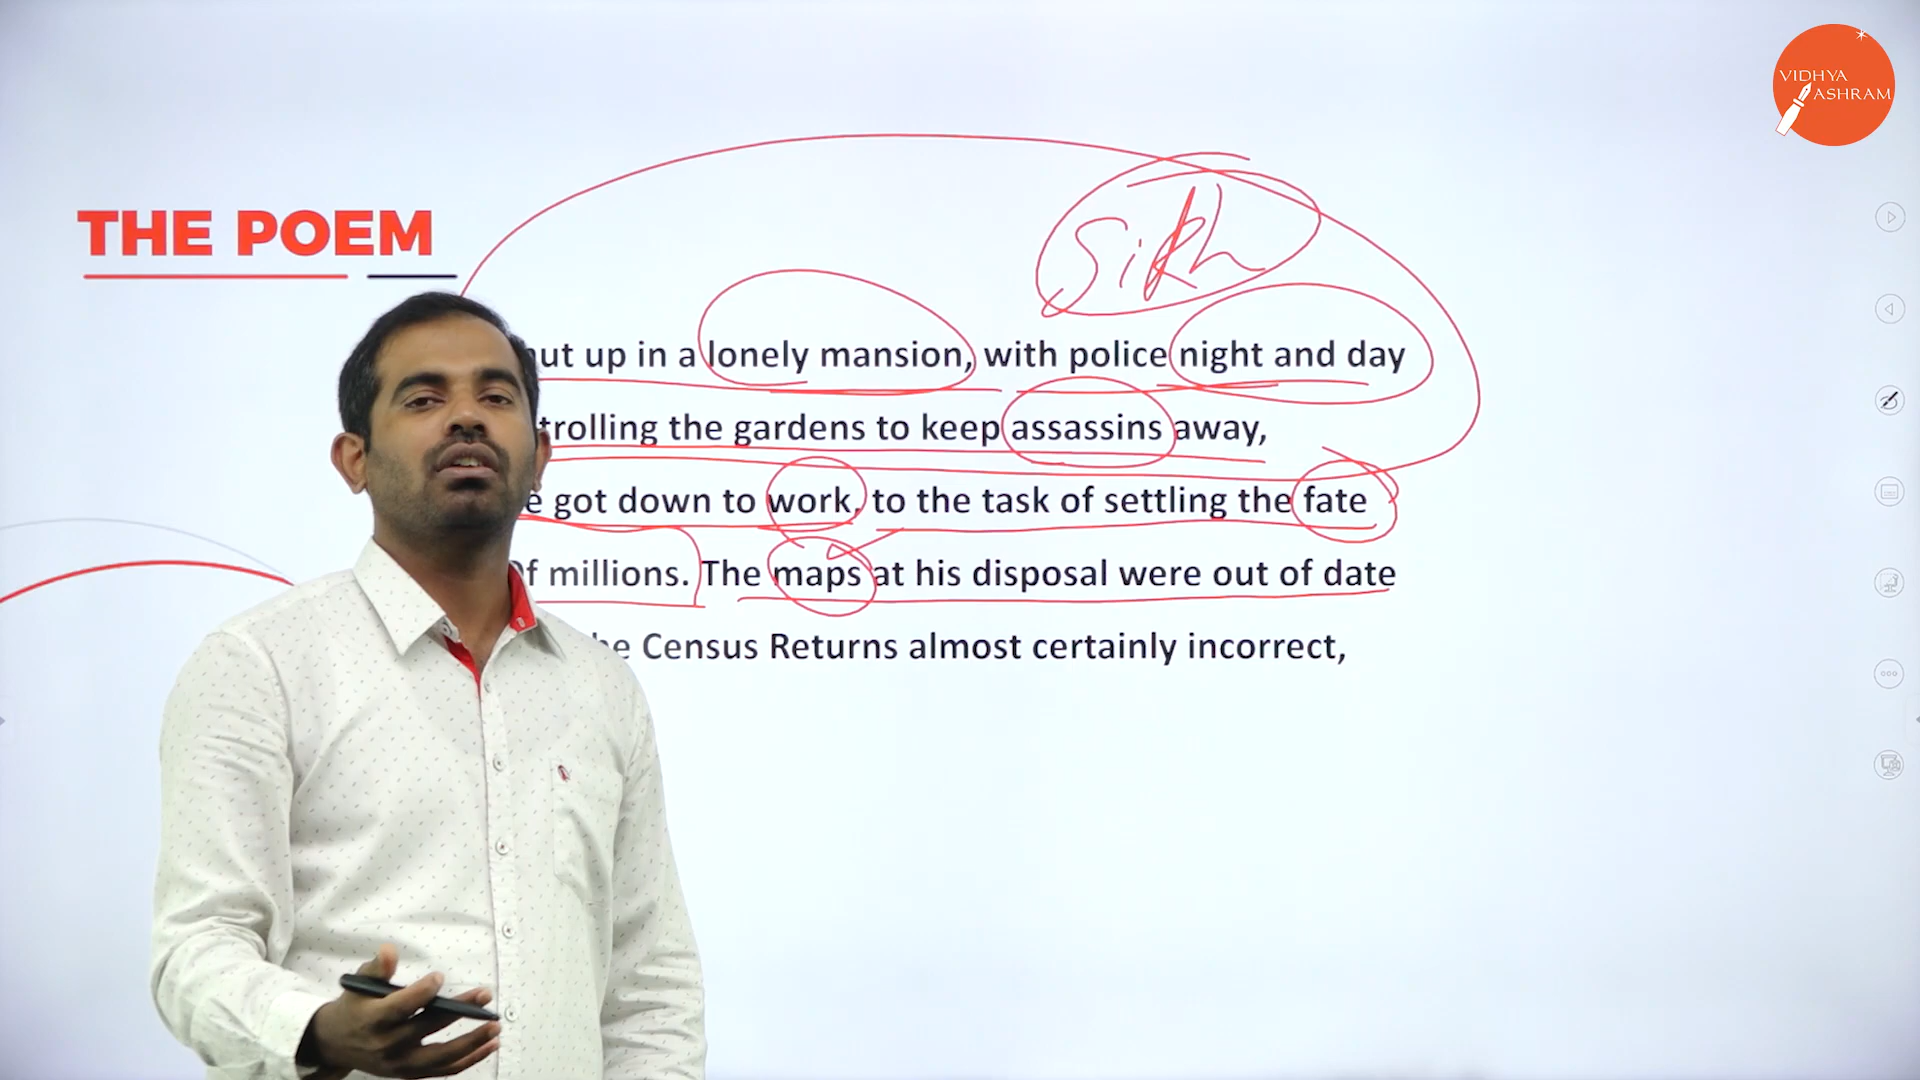 VIDHYA
ASHRAM
THE POEM
Sikh
up in a lonely mansion, with police night and day
the gardens to keep assassins away,
got down to work, to the task of settling the fate
millions. The maps at his disposal were out of date
Census Returns almost certainly incorrect,